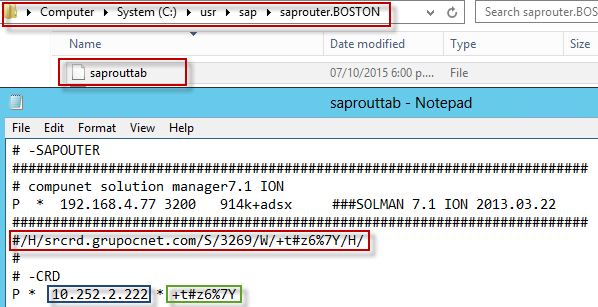 Computer System (C:) usr sap saprouter.BOSTON Search saprouter.BO
Name Date modified Type Size
saprouttab 07/10/2015 6:00 p.... File
saprouttab - Notepad
File Edit Format View Help
# -SAPOUTER
########################################################################
# compunet solution manager7.1 ION
P * 192.168.4.77 3200 914k+adsx ###SOLMAN 7.1 ION 2013.03.22
########################################################################
#/H/srcrd.grupocnet.com/S/3269/W/+t#z6%7Y/H/
#
# -CRD
P * 10.252.2.222 * +t#z6%7Y